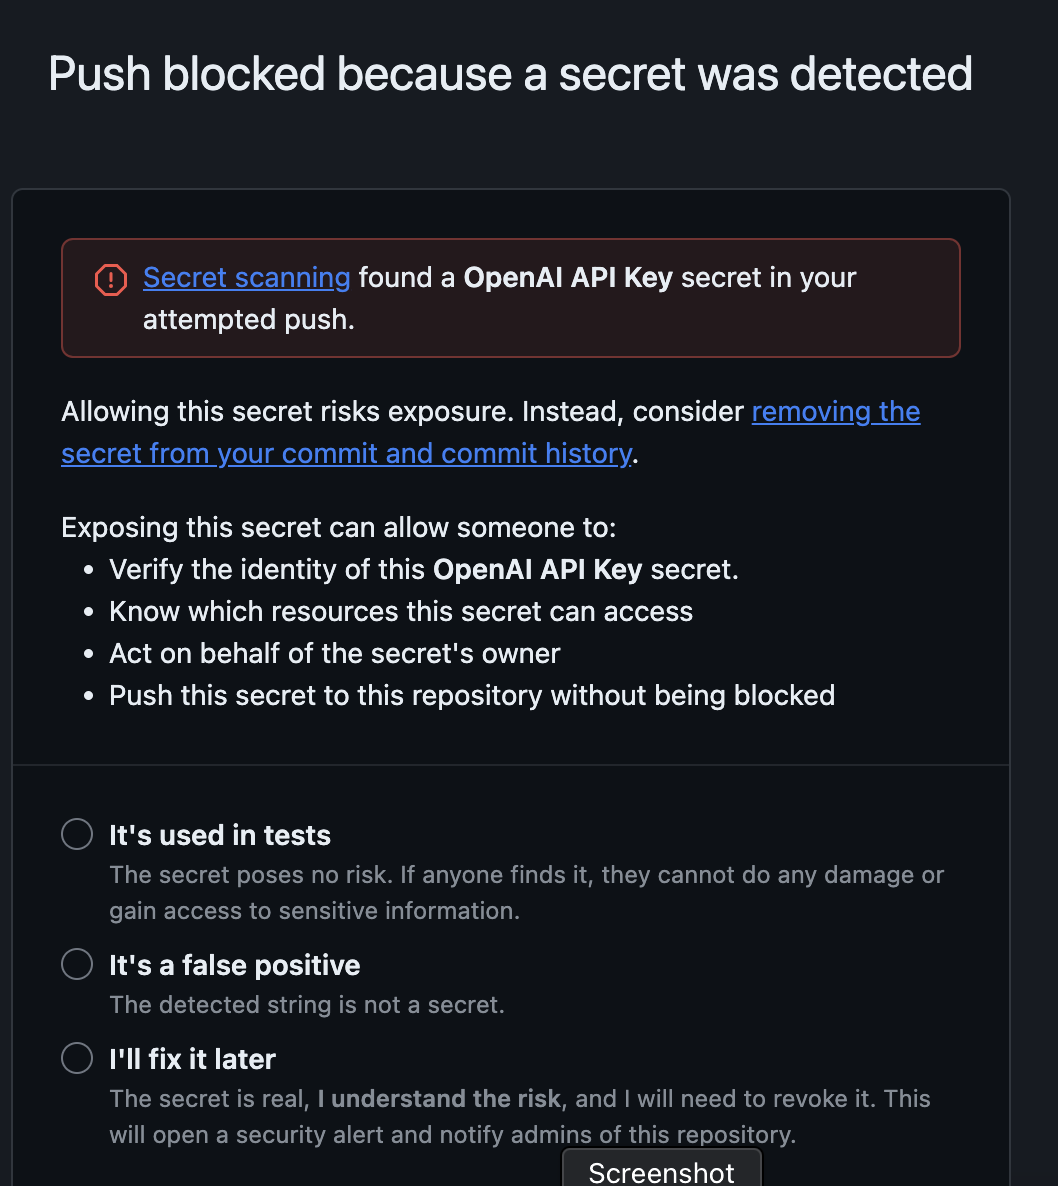 Push blocked because a secret was detected
Secret scanning found a OpenAI API Key secret in your
attempted push.
Allowing this secret risks exposure. Instead, consider removing the
secret from your commit and commit history.
Exposing this secret can allow someone to:
• Verify the identity of this OpenAI API Key secret.
• Know which resources this secret can access
• Act on behalf of the secret's owner
• Push this secret to this repository without being blocked
It's used in tests
The secret poses no risk. If anyone finds it, they cannot do any damage or
gain access to sensitive information.
It's a false positive
The detected string is not a secret.
I'll fix it later
The secret is real, I understand the risk, and I will need to revoke it. This
will open a security alert and notify admins of this repository.
Screenshot